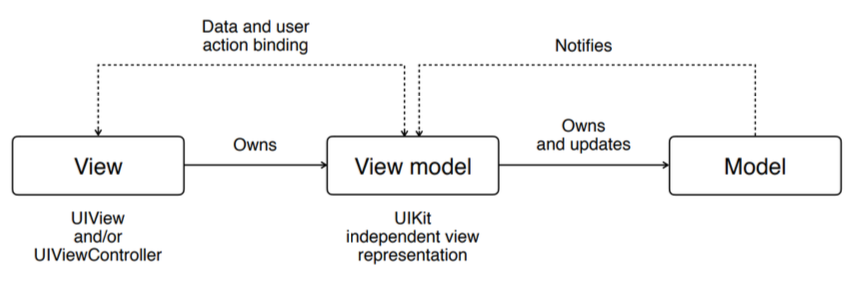 Data and user
action binding
Notifies
Owns
Owns
and updates
View
View model
Model
UIView
and/or
UIViewController
UIKit
independent view
representation